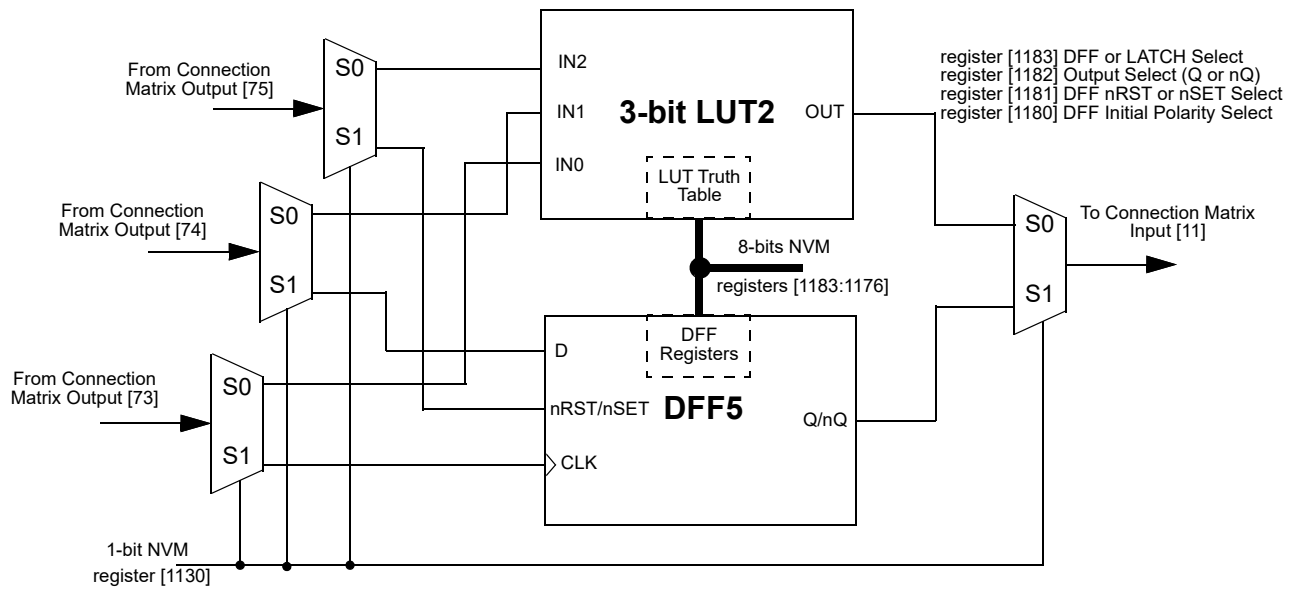 From Connection
Matrix Output [75]
S0
S1
IN2
IN1
IN0
3-bit LUT2
OUT
LUT Truth
Table
register [1183] DFF or LATCH Select
register [1182] Output Select (Q or nQ)
register [1181] DFF nRST or nSET Select
register [1180] DFF Initial Polarity Select
From Connection
Matrix Output [74]
S0
S1
8-bits NVM
registers [1183:1176]
S0
S1
To Connection Matrix
Input [11]
From Connection
Matrix Output [73]
S0
S1
D
nRST/nSET
CLK
DFF
Registers
DFF5
Q/nQ
1-bit NVM
register [1130]